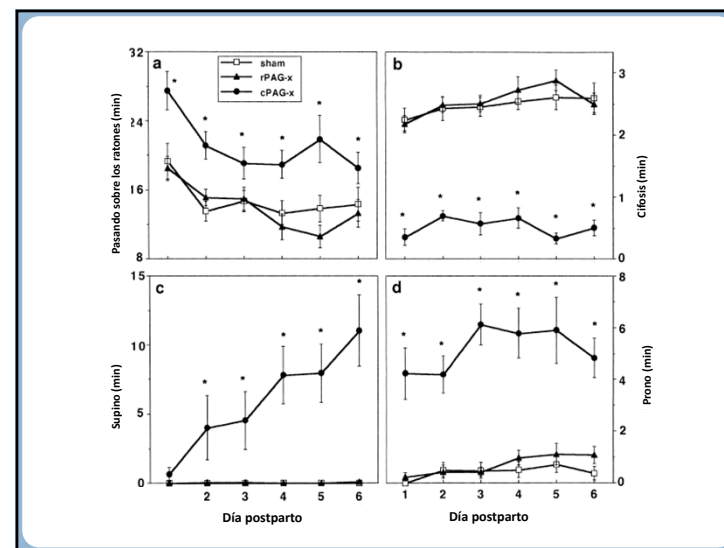 a
sham
rPAG-x
cPAG-x
Pasando sobre los ratones (min)
32
24
16
8
* * * * * *
b
Cifosis (min)
3
2
1
0
* * * * * *
c
Supino (min)
15
10
5
0
* * * * *
2 3 4 5 6
Día postparto
d
Prono (min)
8
6
4
2
0
* * * * * *
1 2 3 4 5 6
Día postparto